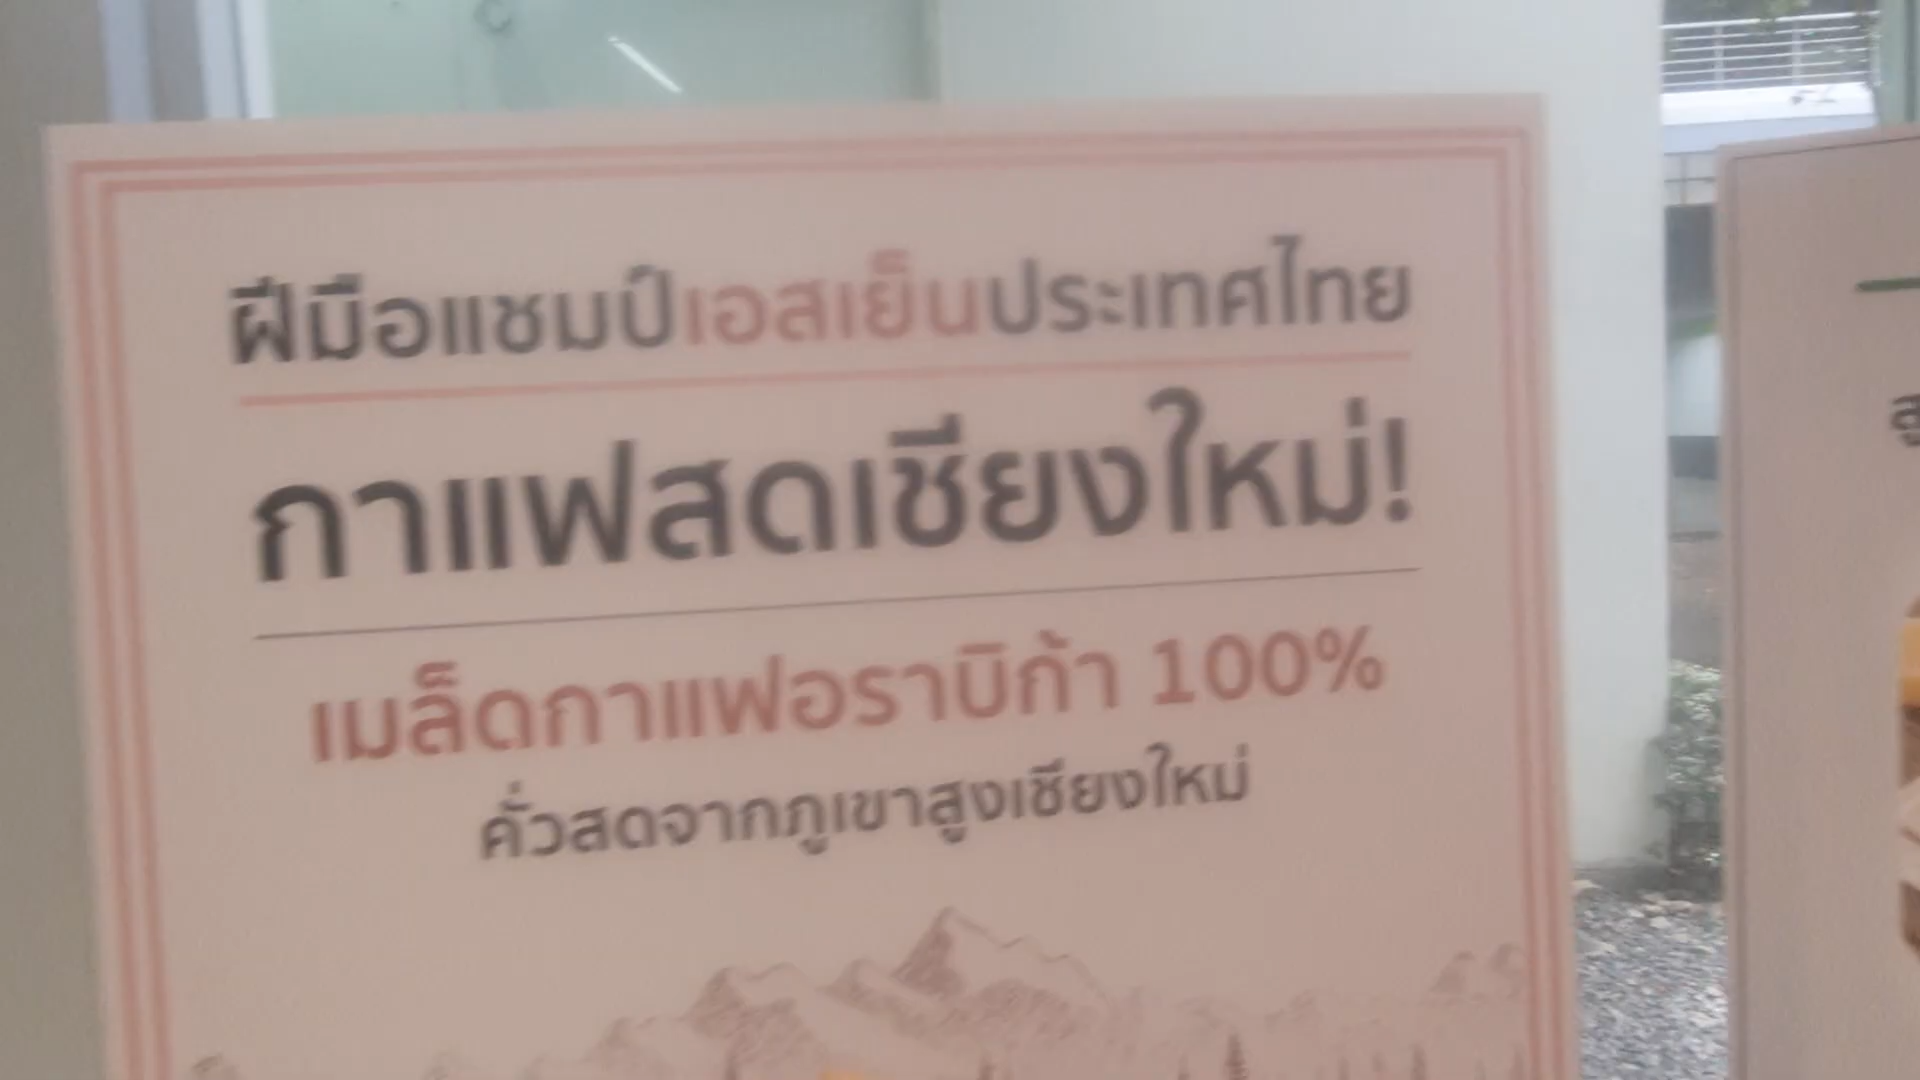 ฝีมือแชมป์เอสเย็นประเทศไทย
กาแฟสดเชียงใหม่!
เมล็ดกาแฟอราบิก้า 100%
คั่วสดจากภูเขาสูงเชียงใหม่